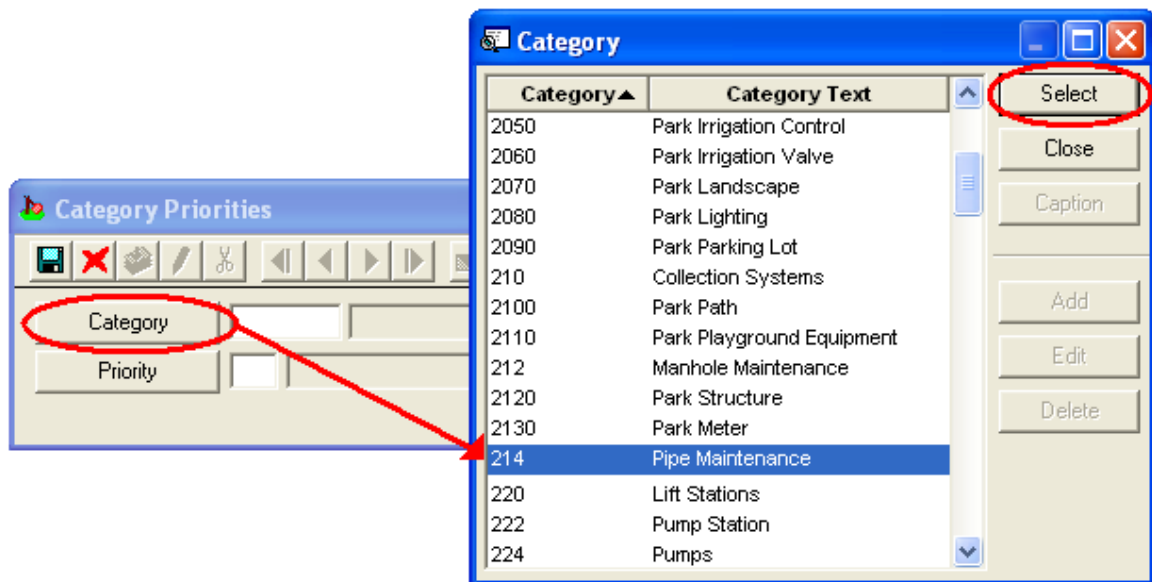 Category Priorities
Category
Priority
Category
Category Category Text
2050 Park Irrigation Control
2060 Park Irrigation Valve
2070 Park Landscape
2080 Park Lighting
2090 Park Parking Lot
210 Collection Systems
2100 Park Path
2110 Park Playground Equipment
212 Manhole Maintenance
2120 Park Structure
2130 Park Meter
214 Pipe Maintenance
220 Lift Stations
222 Pump Station
224 Pumps
Select
Close
Caption
Add
Edit
Delete